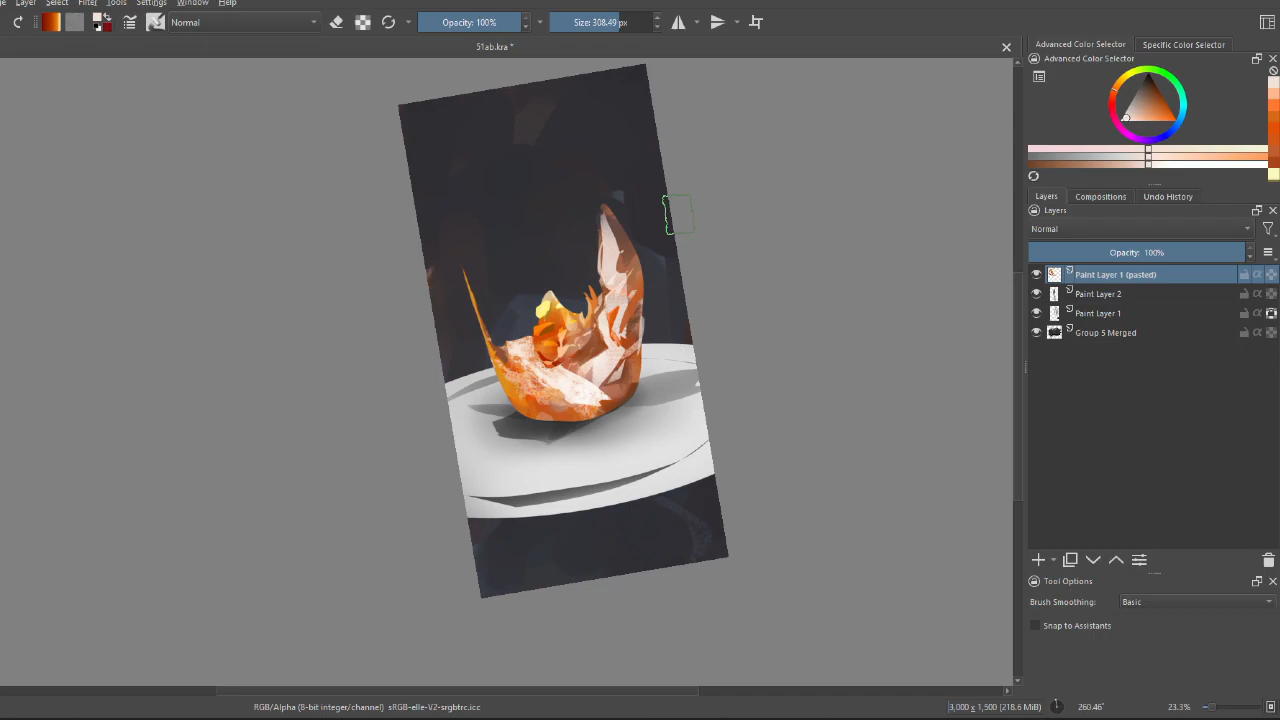 Layer Select Filter Tools Settings Window Help
Normal Opacity: 100% Size: 308.49 px
51ab.kra *
Advanced Color Selector Specific Color Selector
Advanced Color Selector
Layers Compositions Undo History
Layers
Normal
Opacity: 100%
Paint Layer 1 (pasted)
Paint Layer 2
Paint Layer 1
Group 5 Merged
Tool Options
Brush Smoothing: Basic
Snap to Assistants
RGB/Alpha (8-bit integer/channel) sRGB-elle-V2-srgbtrc.icc 3,000 x 1,500 (218.6 MiB) 260.46° 23.3%